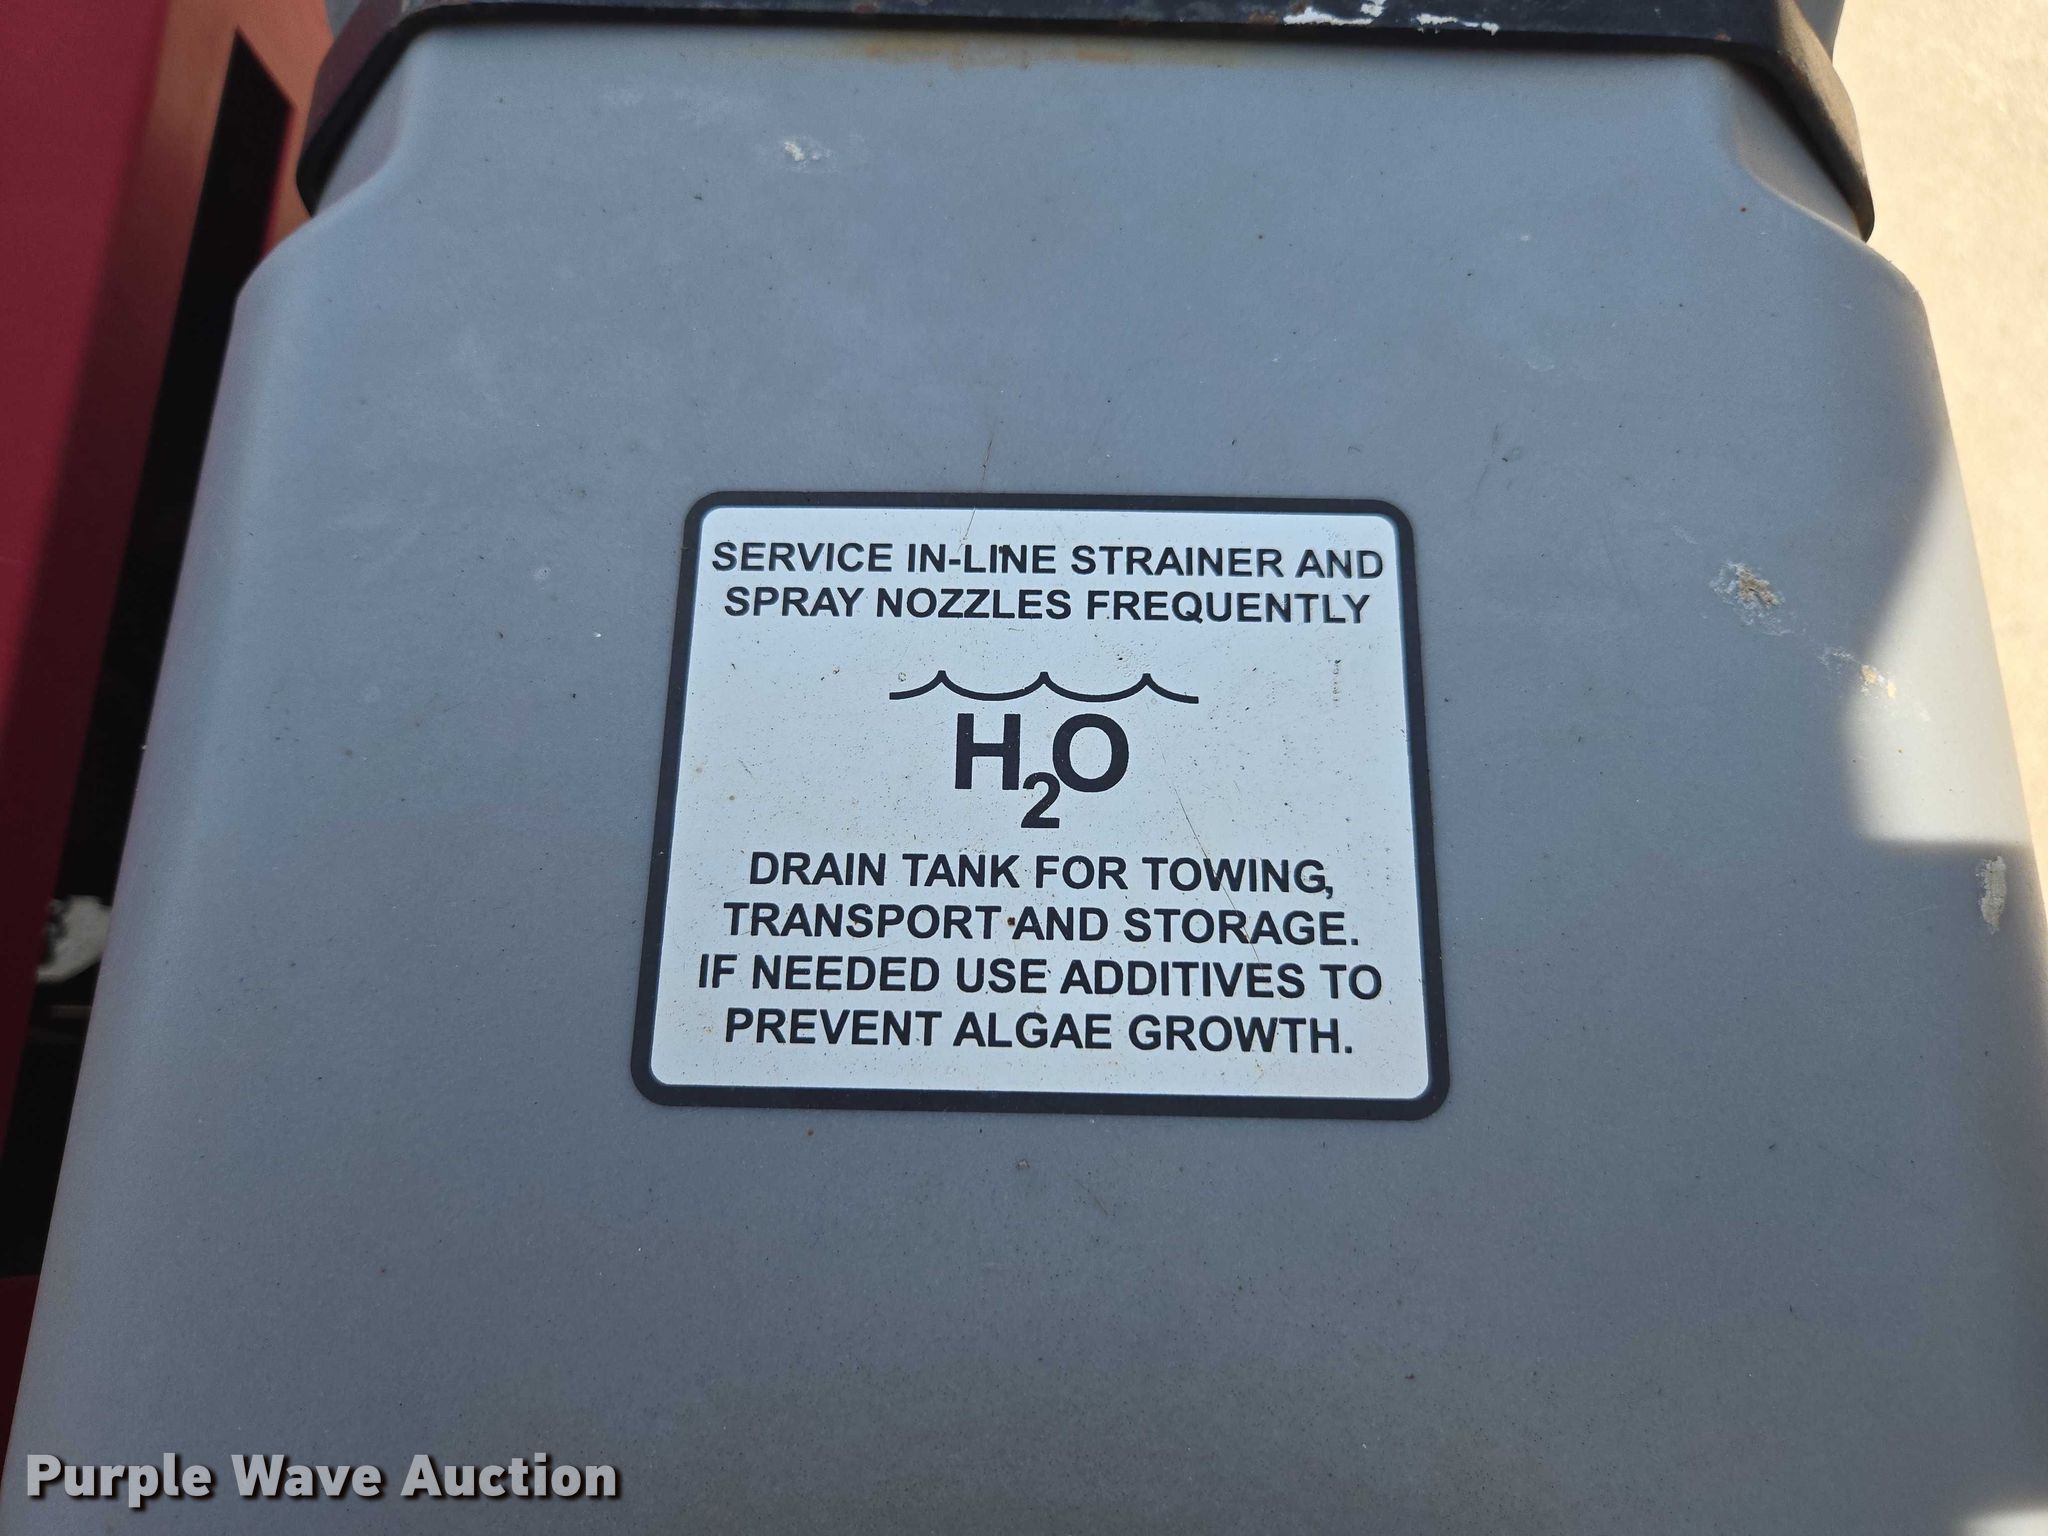 SERVICE IN-LINE STRAINER AND
SPRAY NOZZLES FREQUENTLY
H2O
DRAIN TANK FOR TOWING,
TRANSPORT AND STORAGE.
IF NEEDED USE ADDITIVES TO
PREVENT ALGAE GROWTH.
Purple Wave Auction